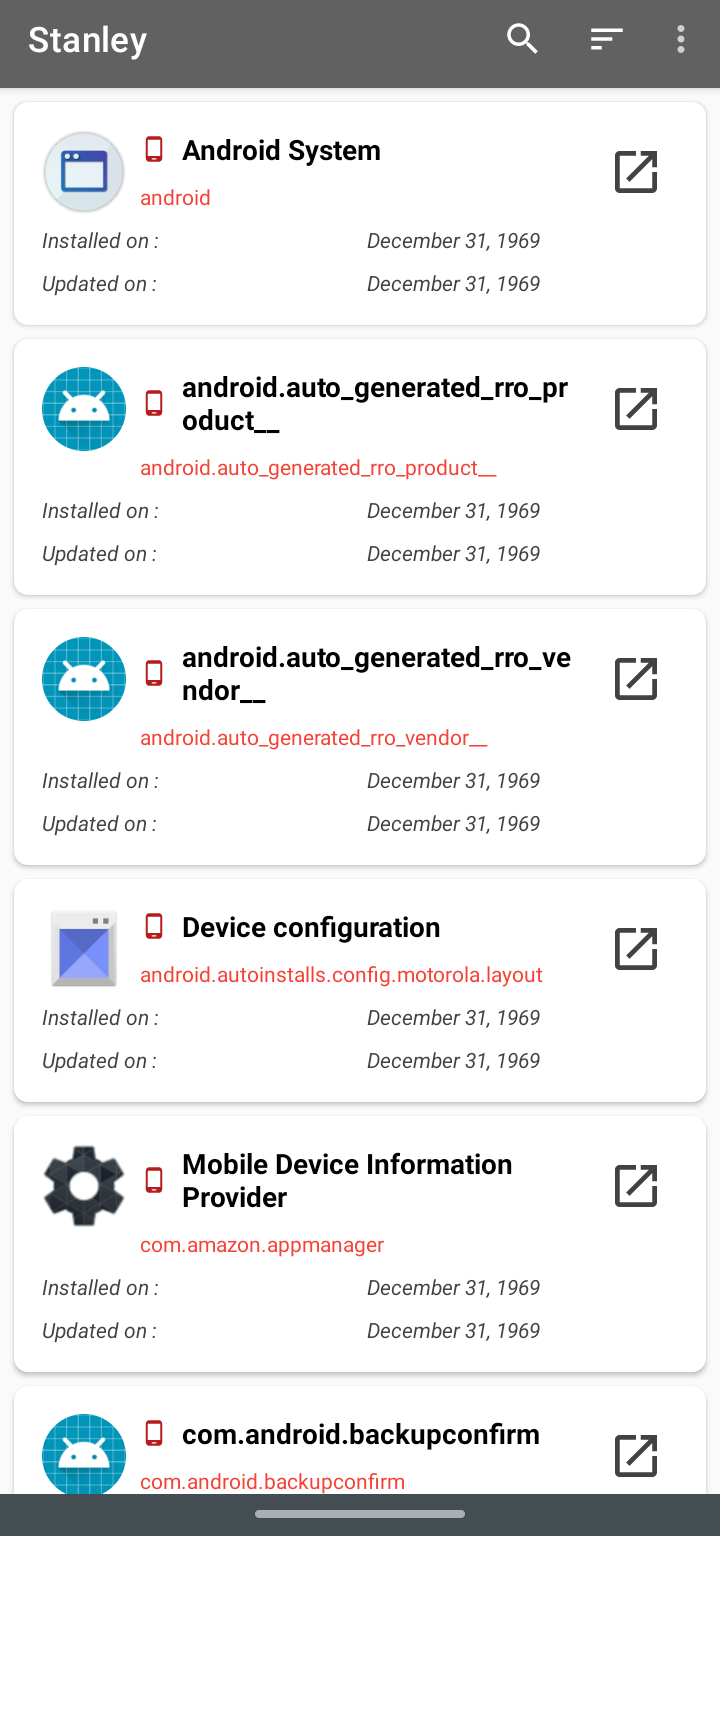 Stanley
Android System
android
Installed on :
December 31, 1969
Updated on :
December 31, 1969
android.auto_generated_rro_pr
oduct__
android.auto_generated_rro_product__
Installed on :
December 31, 1969
Updated on :
December 31, 1969
android.auto_generated_rro_ve
ndor__
android.auto_generated_rro_vendor__
Installed on :
December 31, 1969
Updated on :
December 31, 1969
Device configuration
android.autoinstalls.config.motorola.layout
Installed on :
December 31, 1969
Updated on :
December 31, 1969
Mobile Device Information
Provider
com.amazon.appmanager
Installed on :
December 31, 1969
Updated on :
December 31, 1969
com.android.backupconfirm
com.android.backupconfirm